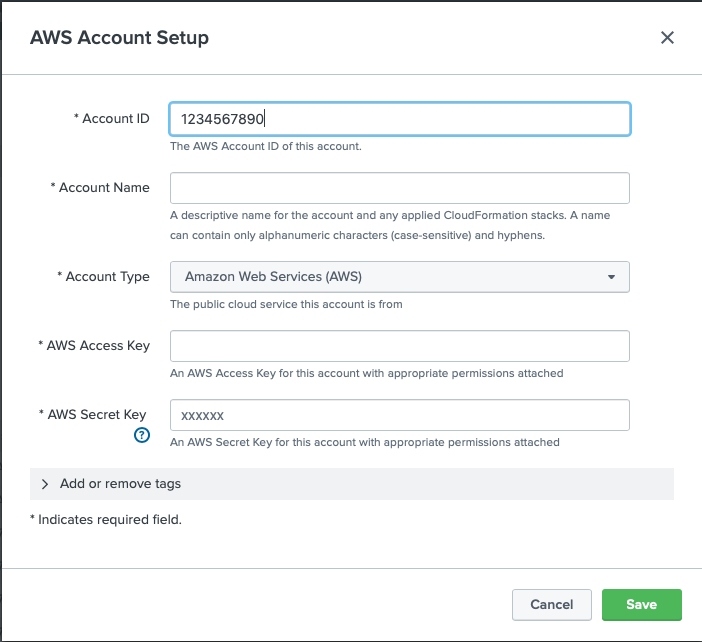 AWS Account Setup
* Account ID
1234567890
The AWS Account ID of this account.
* Account Name
A descriptive name for the account and any applied CloudFormation stacks. A name
can contain only alphanumeric characters (case-sensitive) and hyphens.
* Account Type
Amazon Web Services (AWS)
The public cloud service this account is from
* AWS Access Key
An AWS Access Key for this account with appropriate permissions attached
* AWS Secret Key
xxxxxx
?
An AWS Secret Key for this account with appropriate permissions attached
Add or remove tags
* Indicates required field.
Cancel
Save